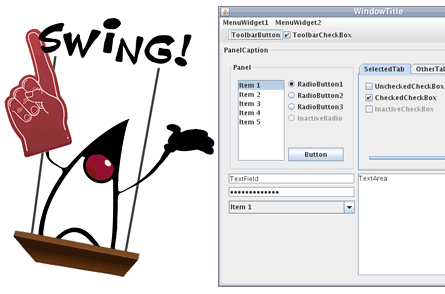 SWING!
WindowTitle
MenuWidget1 MenuWidget2
ToolbarButton ToolbarCheckBox
PanelCaption
Panel
Item 1
Item 2
Item 3
Item 4
Item 5
RadioButton1
RadioButton2
RadioButton3
InactiveRadio
Button
SelectedTab OtherTab
UncheckedCheckBox
CheckedCheckBox
InactiveCheckBox
TextField
•••••••••••••
Item 1
TextArea